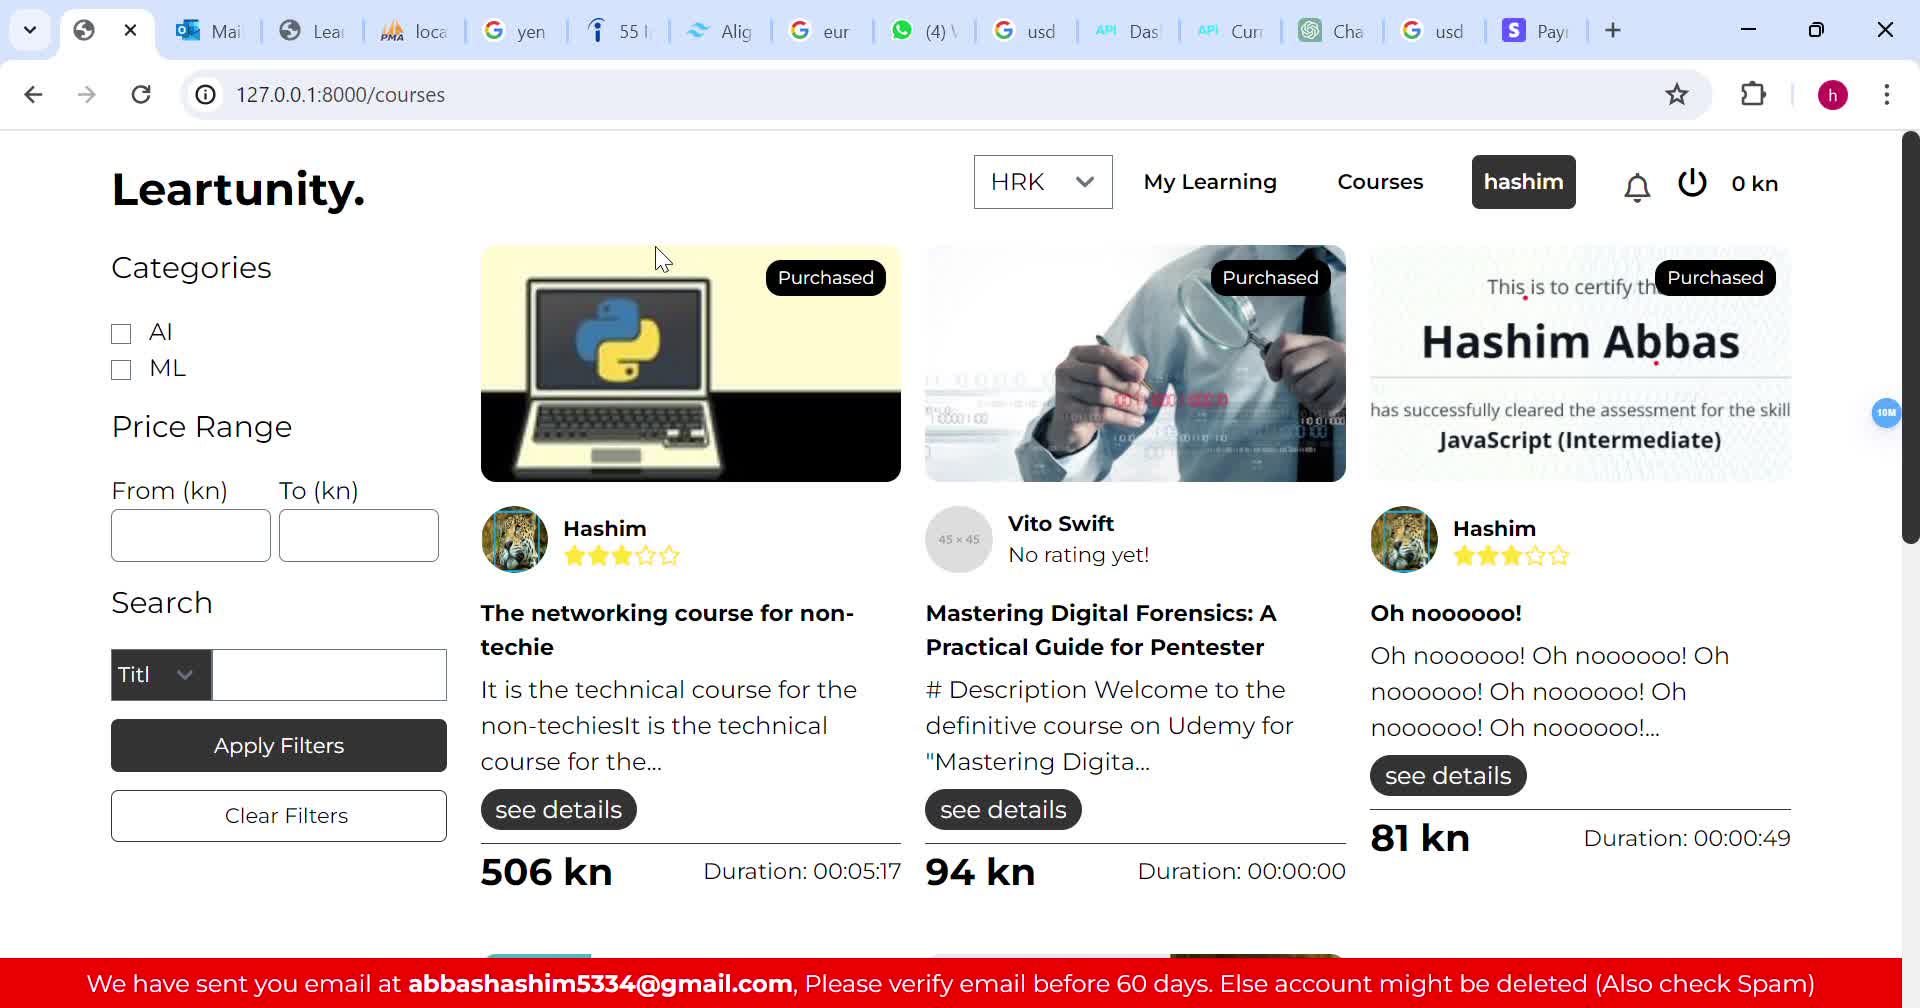 Mai
Lear
PMA
loca
yen
55 I
Alig
eur
(4) W
usd
API
Das
API
Curr
Cha
usd
Pay
127.0.0.1:8000/courses
h
Leartunity.
HRK
My Learning
Courses
hashim
0 kn
Categories
AI
ML
Price Range
From (kn)
To (kn)
Search
Titl
Apply Filters
Clear Filters
Purchased
Hashim
The networking course for non-
techie
It is the technical course for the
non-techiesIt is the technical
course for the...
see details
506 kn
Duration: 00:05:17
Purchased
45 × 45
Vito Swift
No rating yet!
Mastering Digital Forensics: A
Practical Guide for Pentester
# Description Welcome to the
definitive course on Udemy for
"Mastering Digita...
see details
94 kn
Duration: 00:00:00
This is to certify th
Purchased
Hashim Abbas
has successfully cleared the assessment for the skill
JavaScript (Intermediate)
Hashim
Oh noooooo!
Oh noooooo! Oh noooooo! Oh
noooooo! Oh noooooo! Oh
noooooo! Oh noooooo!...
see details
81 kn
Duration: 00:00:49
10M
We have sent you email at abbashashim5334@gmail.com, Please verify email before 60 days. Else account might be deleted (Also check Spam)